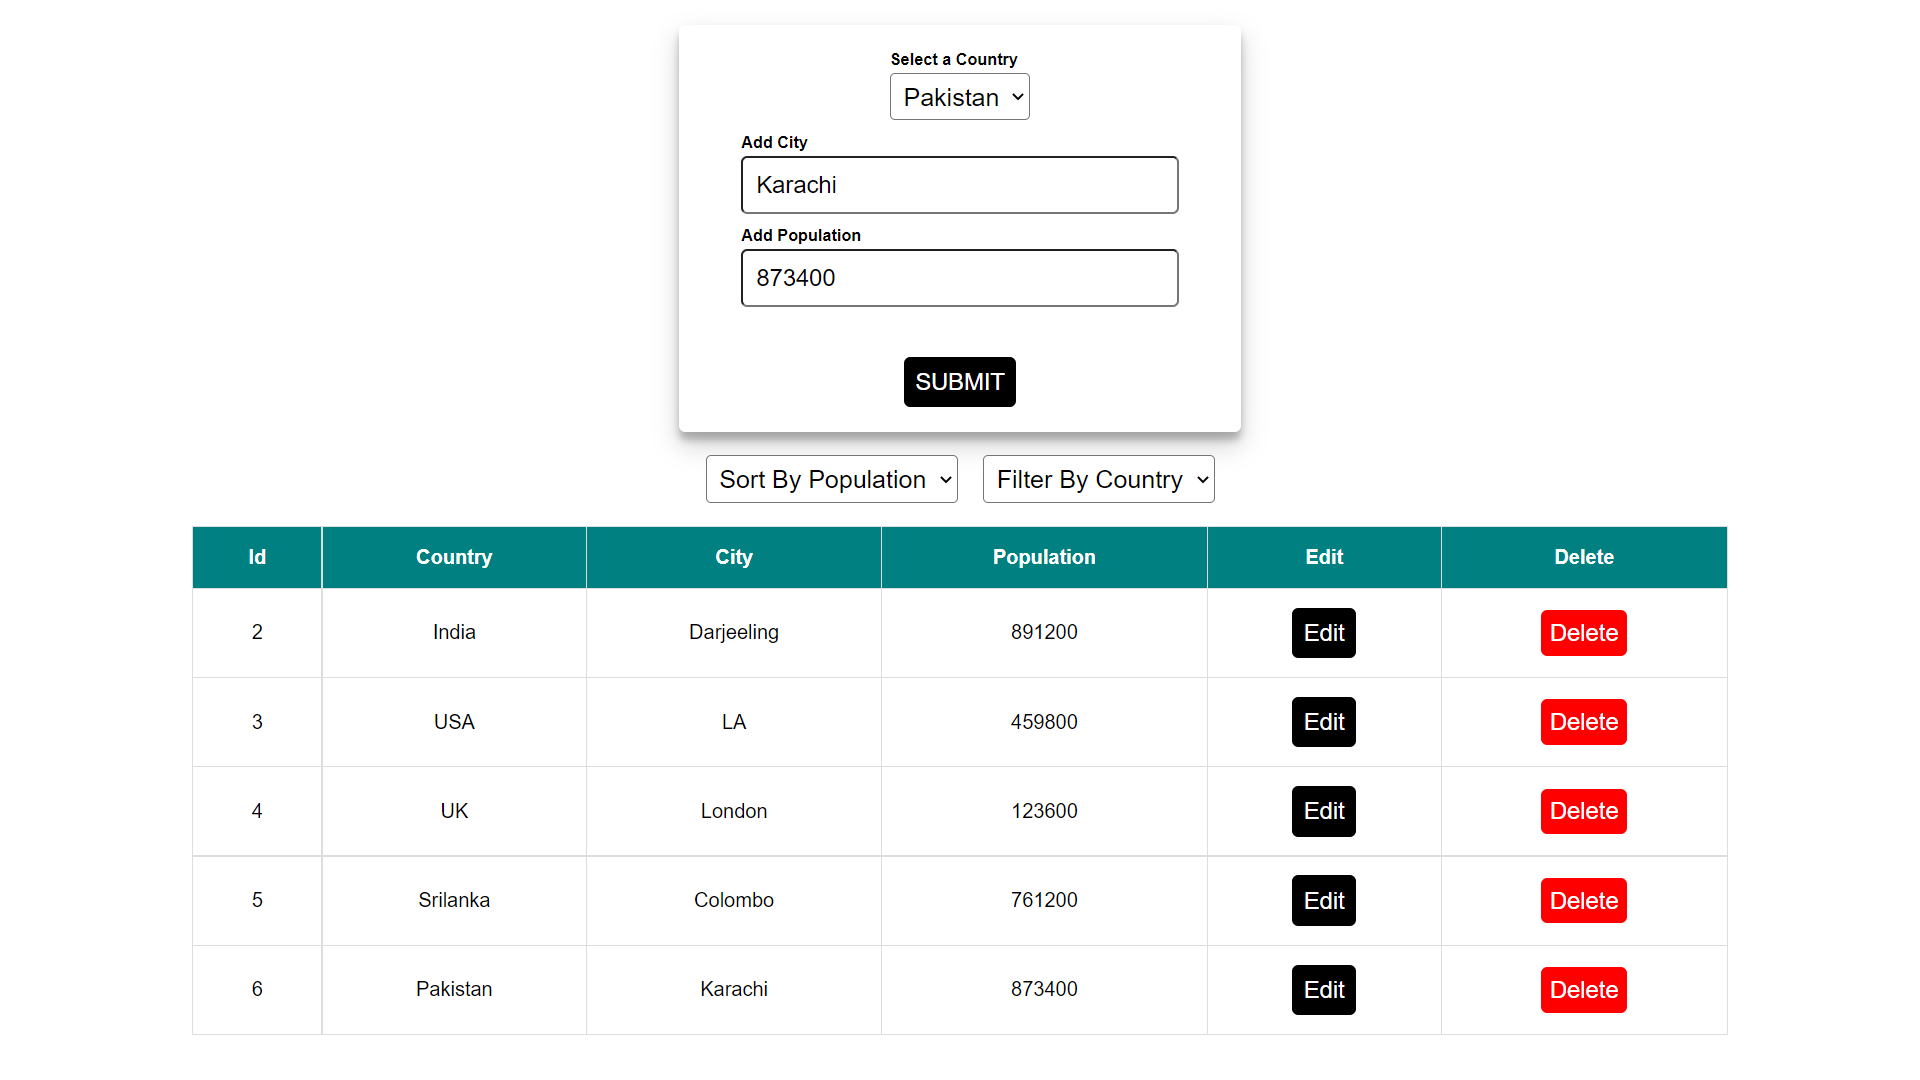 Select a Country
Pakistan
Add City
Karachi
Add Population
873400
SUBMIT
Sort By Population Filter By Country
Id Country City Population Edit Delete
2 India Darjeeling 891200 Edit Delete
3 USA LA 459800 Edit Delete
4 UK London 123600 Edit Delete
5 Srilanka Colombo 761200 Edit Delete
6 Pakistan Karachi 873400 Edit Delete